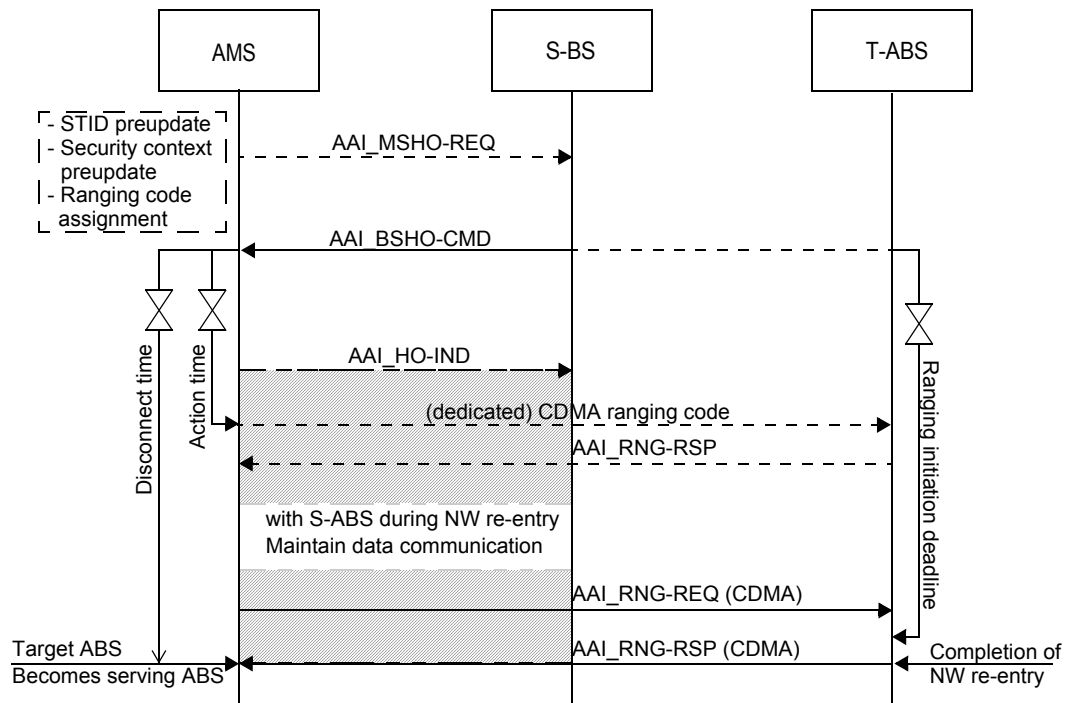 AMS
S-BS
T-ABS
- STID preupdate
- Security context
preupdate
- Ranging code
assignment
AAI_MSHO-REQ
AAI_BSHO-CMD
Disconnect time
Action time
AAI_HO-IND
(dedicated) CDMA ranging code
AAI_RNG-RSP
Ranging initiation deadline
with S-ABS during NW re-entry
Maintain data communication
AAI_RNG-REQ (CDMA)
Target ABS
Becomes serving ABS
AAI_RNG-RSP (CDMA)
Completion of
NW re-entry